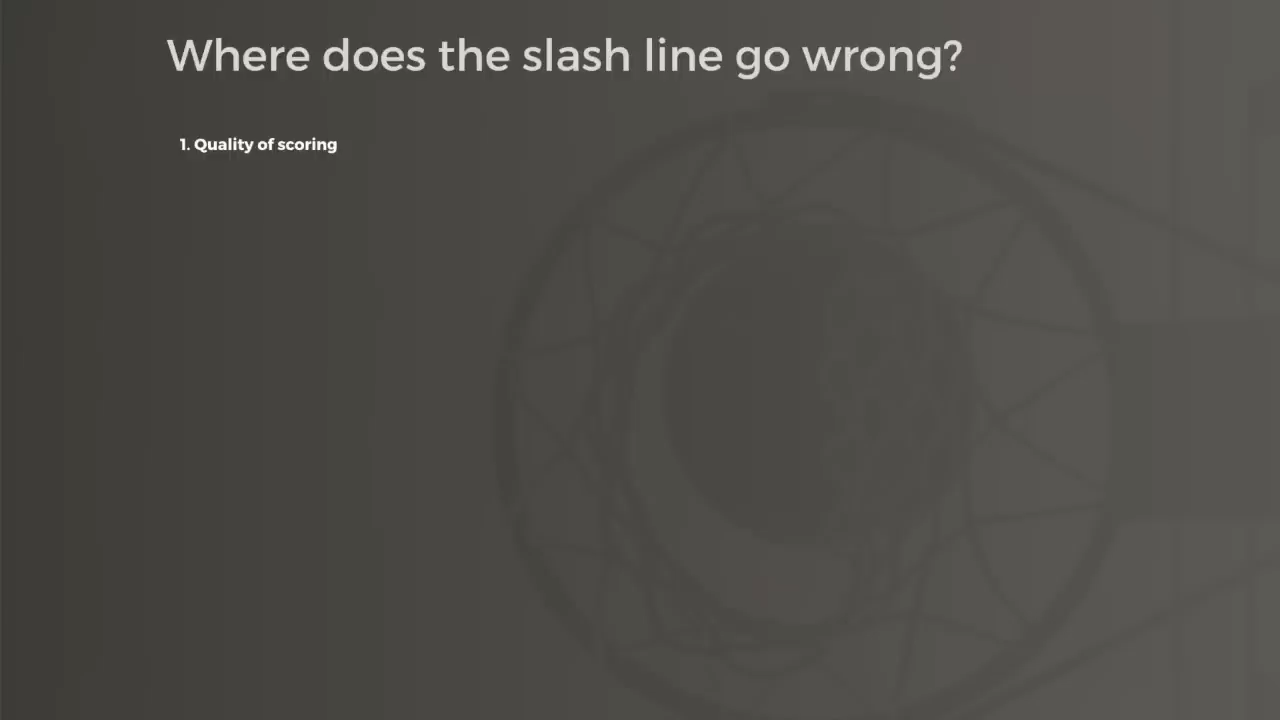 Where does the slash line go wrong?
1. Quality of scoring